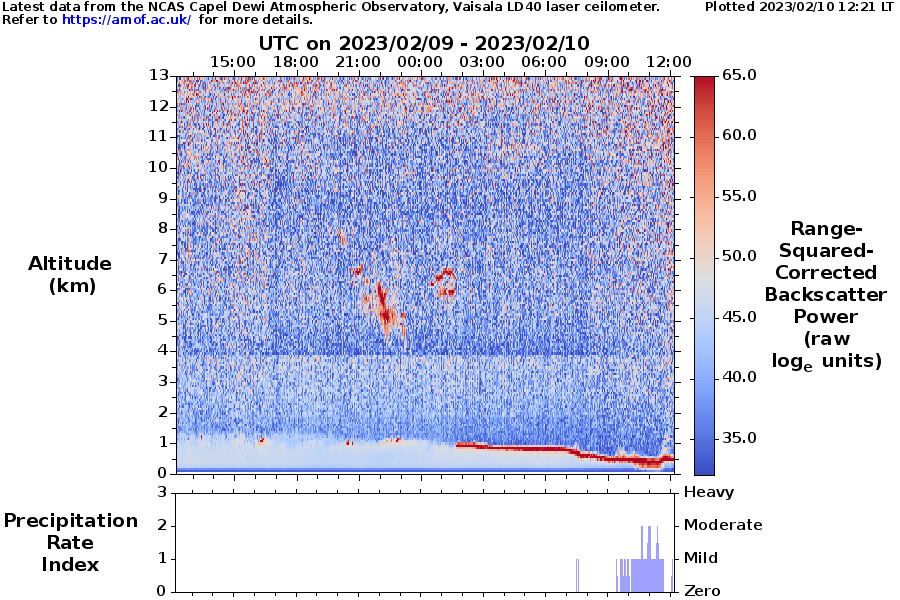 Latest data from the NCAS Capel Dewi Atmospheric Observatory, Vaisala LD40 laser ceilometer. Plotted 2023/02/10 12:21 LT
Refer to https://amof.ac.uk/ for more details.
UTC on 2023/02/09 - 2023/02/10
15:00 18:00 21:00 00:00 03:00 06:00 09:00 12:00
13
12
11
10
9
8
7
6
5
4
3
2
1
0
Altitude
(km)
65.0
60.0
55.0
50.0
45.0
40.0
35.0
Range-
Squared-
Corrected
Backscatter
Power
(raw
logₑ units)
Precipitation
Rate
Index
3
2
1
0
Heavy
Moderate
Mild
Zero